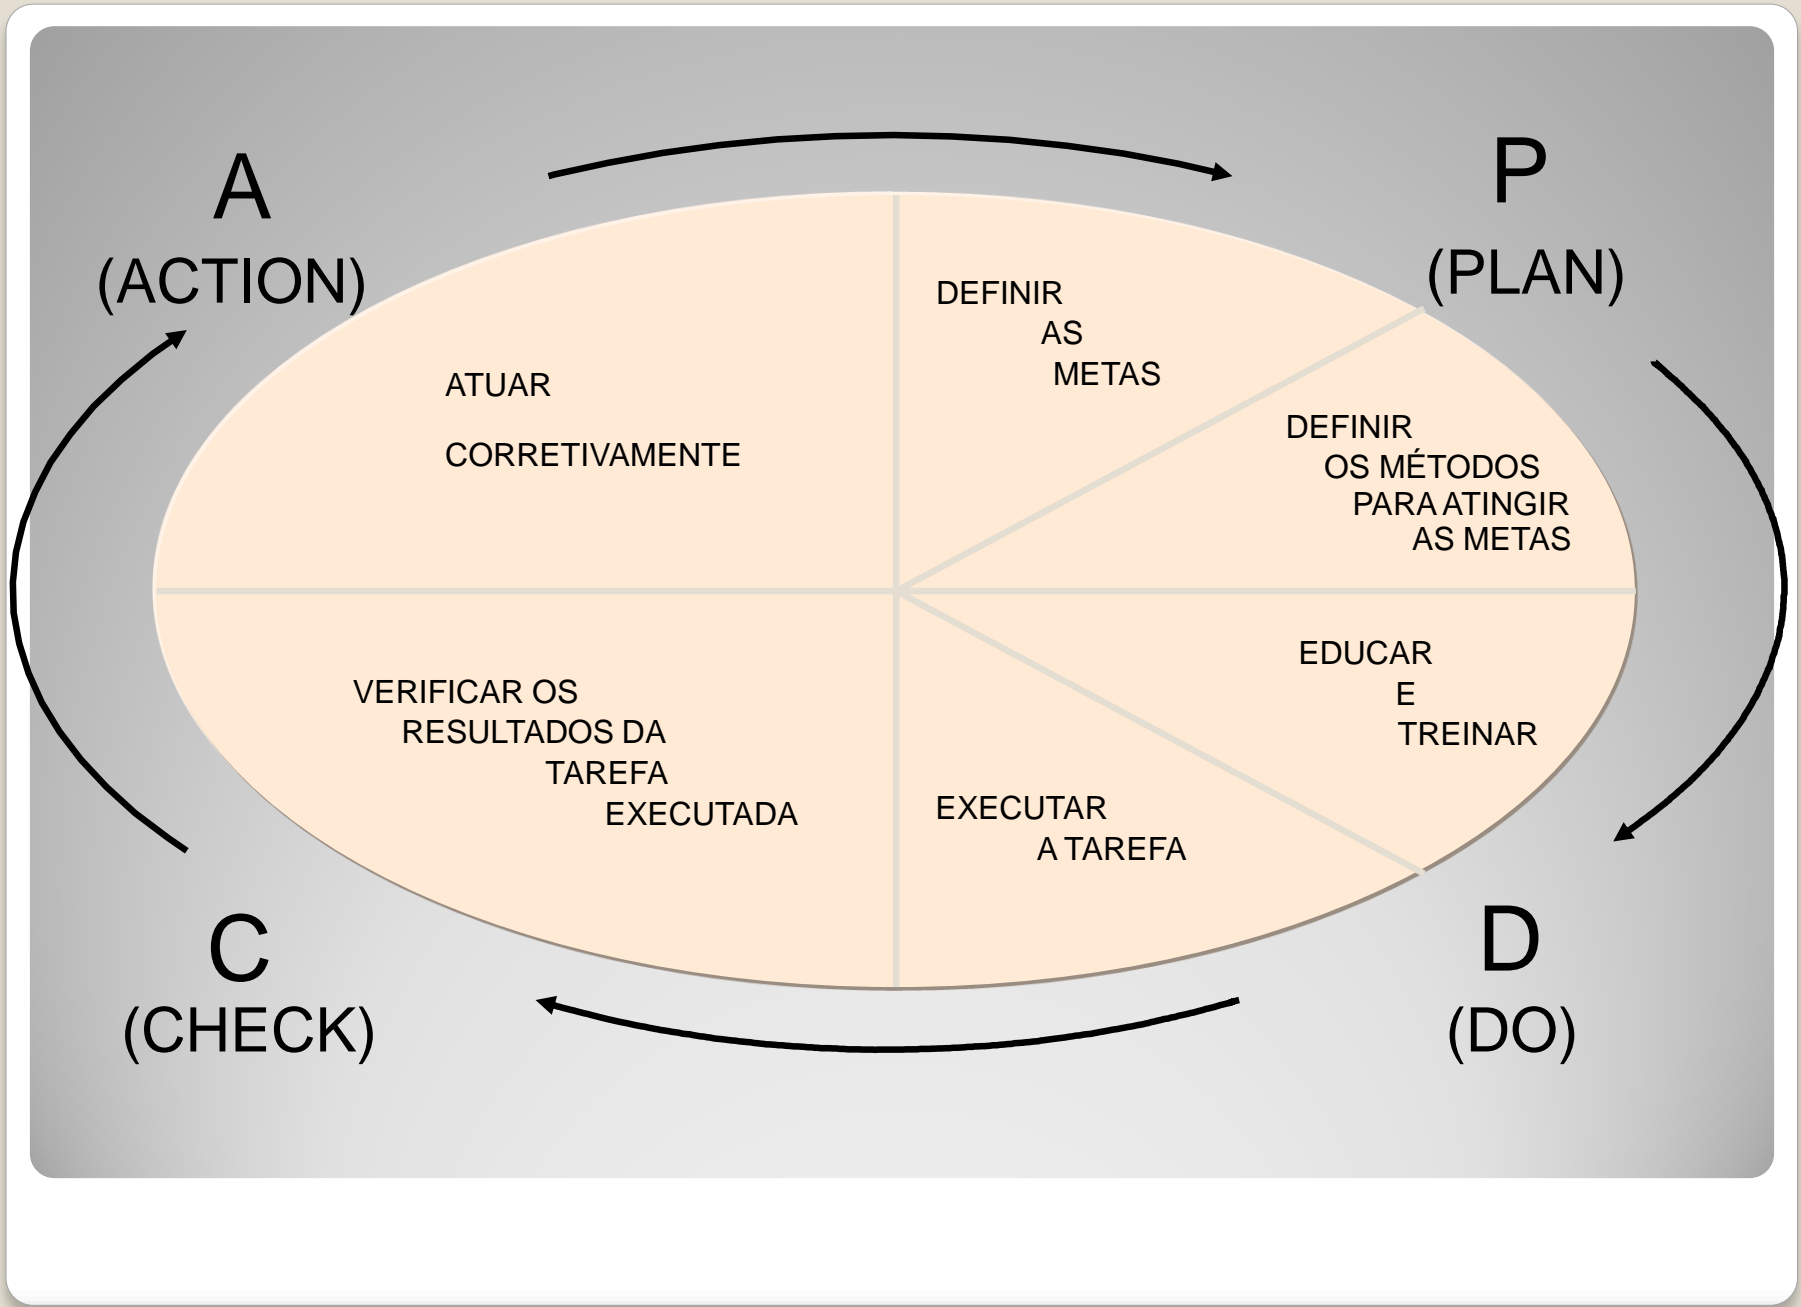 A
(ACTION)
P
(PLAN)
DEFINIR
AS
METAS
DEFINIR
OS MÉTODOS
PARA ATINGIR
AS METAS
ATUAR
CORRETIVAMENTE
EDUCAR
E
TREINAR
VERIFICAR OS
RESULTADOS DA
TAREFA
EXECUTADA
EXECUTAR
A TAREFA
C
(CHECK)
D
(DO)